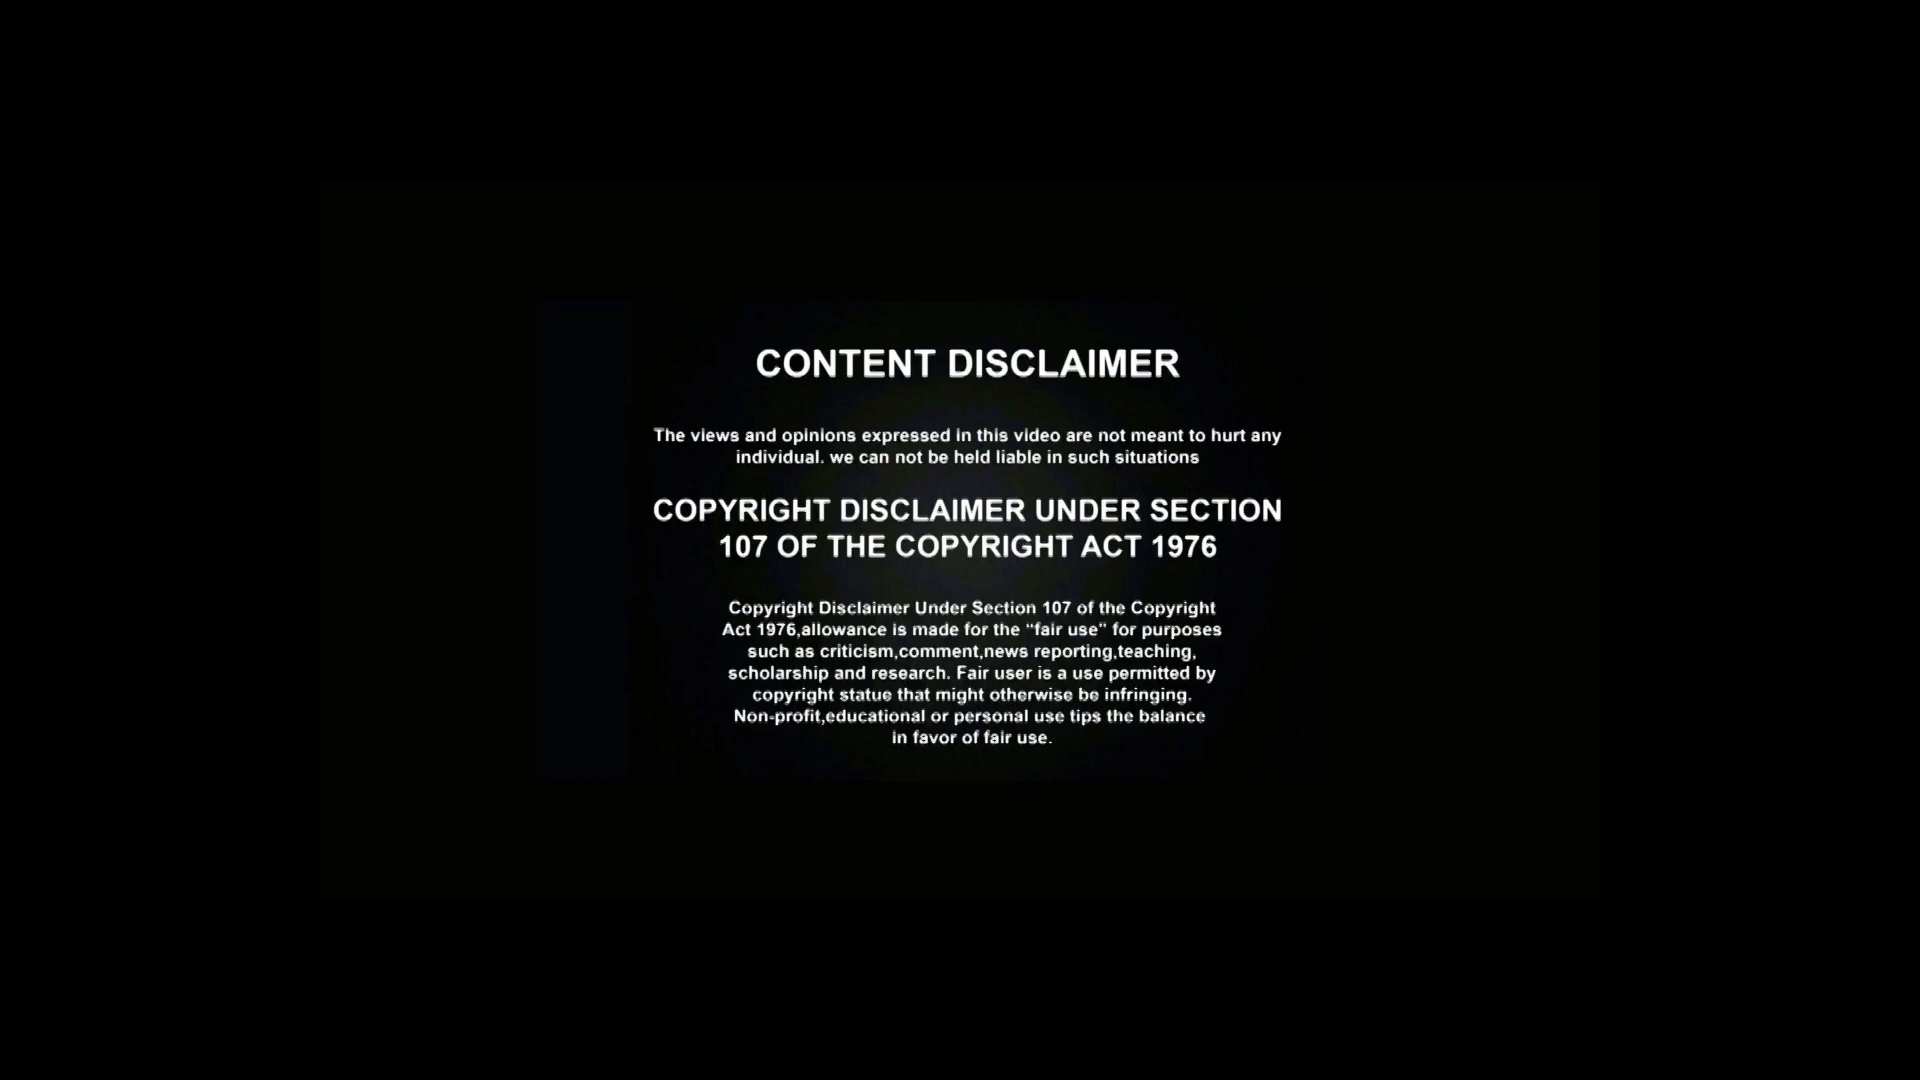 CONTENT DISCLAIMER
The views and opinions expressed in this video are not meant to hurt any
individual. we can not be held liable in such situations
COPYRIGHT DISCLAIMER UNDER SECTION
107 OF THE COPYRIGHT ACT 1976
Copyright Disclaimer Under Section 107 of the Copyright
Act 1976,allowance is made for the "fair use" for purposes
such as criticism,comment,news reporting,teaching,
scholarship and research. Fair user is a use permitted by
copyright statue that might otherwise be infringing.
Non-profit,educational or personal use tips the balance
in favor of fair use.